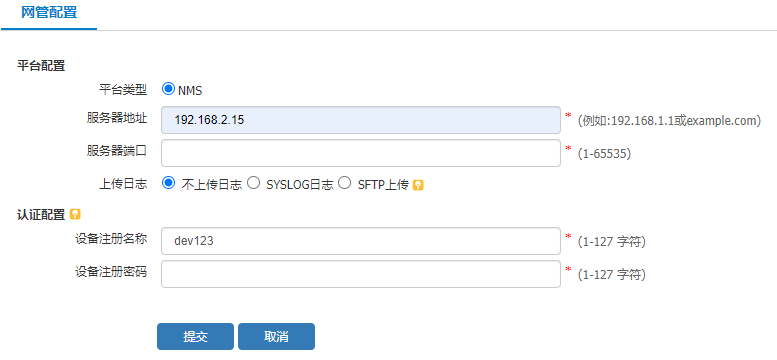 网管配置
平台配置
平台类型 NMS
服务器地址 192.168.2.15 * (例如:192.168.1.1或example.com)
服务器端口 * (1-65535)
上传日志 不上传日志 SYSLOG日志 SFTP上传
认证配置
设备注册名称 dev123 * (1-127 字符)
设备注册密码 * (1-127 字符)
提交 取消